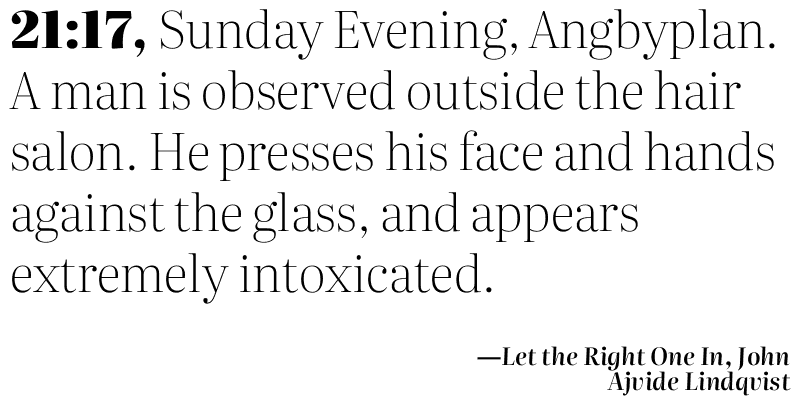 21:17, Sunday Evening, Angbyplan.
A man is observed outside the hair
salon. He presses his face and hands
against the glass, and appears
extremely intoxicated.
—Let the Right One In, John
Ajvide Lindqvist